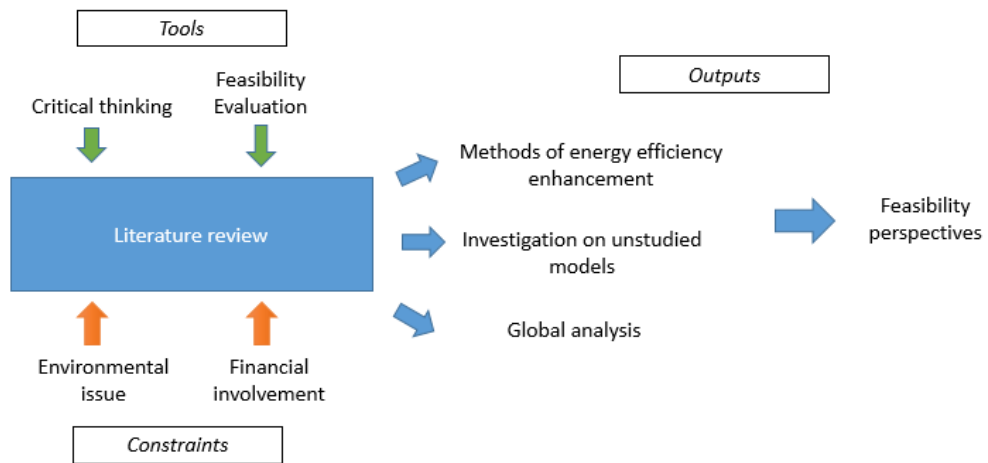 Tools
Critical thinking
Feasibility
Evaluation
Literature review
Environmental
issue
Financial
involvement
Constraints
Outputs
Methods of energy efficiency
enhancement
Investigation on unstudied
models
Global analysis
Feasibility
perspectives